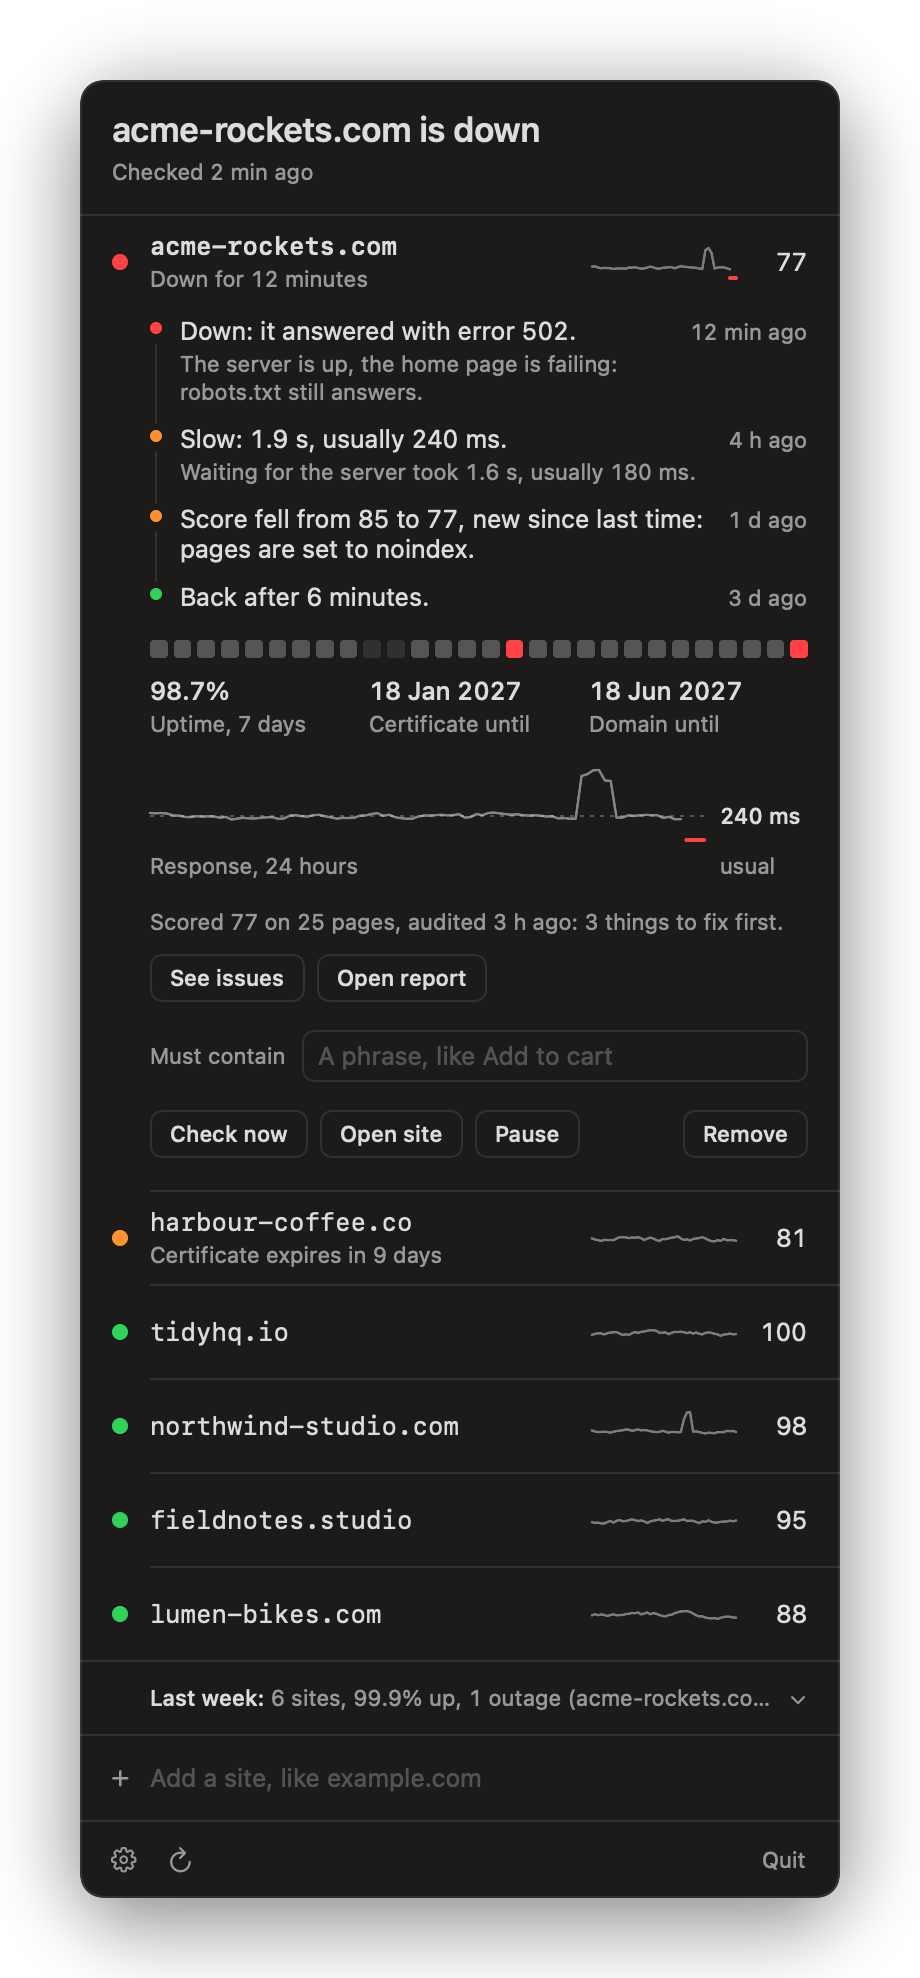 acme-rockets.com is down
Checked 2 min ago
acme-rockets.com
77
Down for 12 minutes
Down: it answered with error 502.
12 min ago
The server is up, the home page is failing:
robots.txt still answers.
Slow: 1.9 s, usually 240 ms.
4 h ago
Waiting for the server took 1.6 s, usually 180 ms.
Score fell from 85 to 77, new since last time:
1 d ago
pages are set to noindex.
Back after 6 minutes.
3 d ago
98.7%
18 Jan 2027
18 Jun 2027
Uptime, 7 days
Certificate until
Domain until
240 ms
Response, 24 hours
usual
Scored 77 on 25 pages, audited 3 h ago: 3 things to fix first.
See issues
Open report
Must contain
A phrase, like Add to cart
Check now
Open site
Pause
Remove
harbour-coffee.co
81
Certificate expires in 9 days
tidyhq.io
100
northwind-studio.com
98
fieldnotes.studio
95
lumen-bikes.com
88
Last week: 6 sites, 99.9% up, 1 outage (acme-rockets.co...
+ Add a site, like example.com
Quit